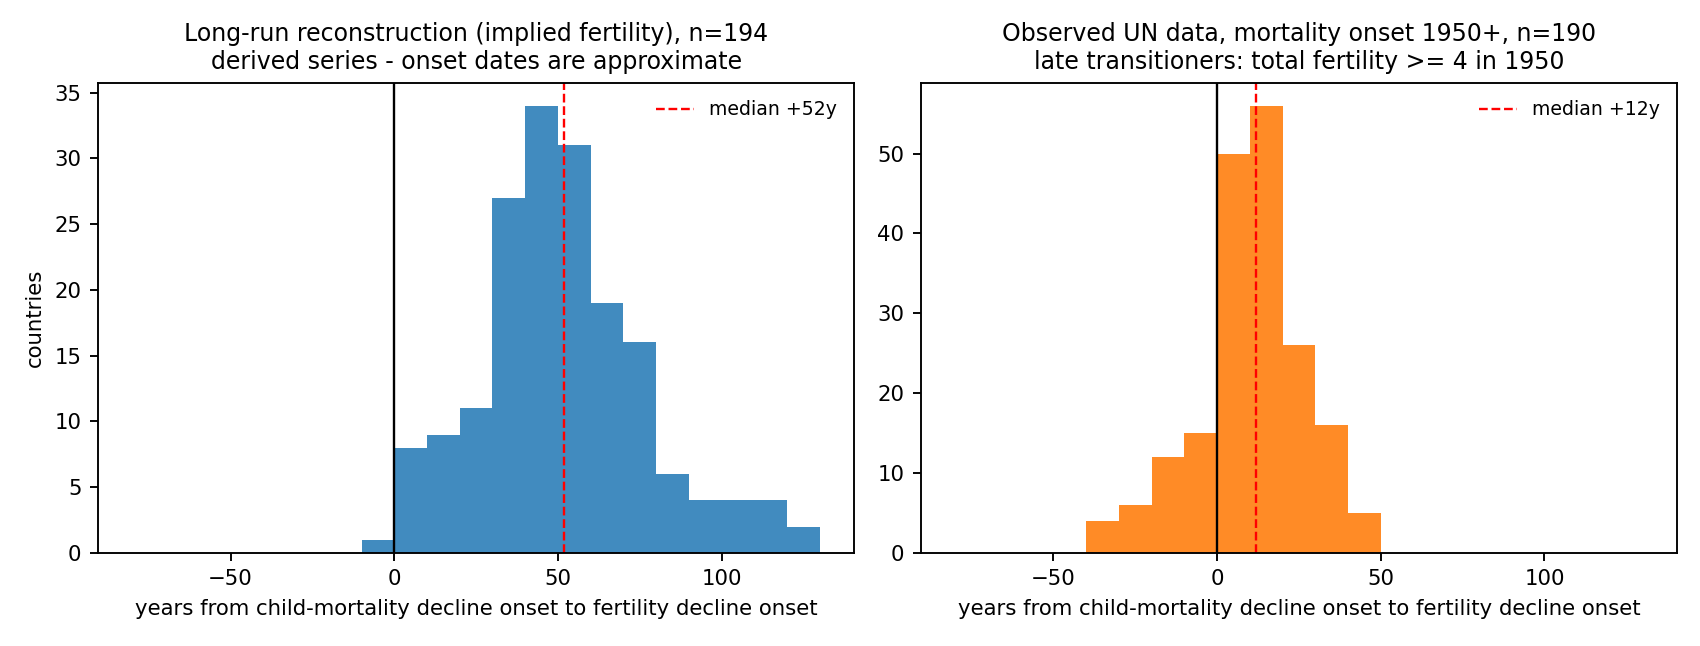 Long-run reconstruction (implied fertility), n=194
derived series - onset dates are approximate
median +52y
countries
35
30
25
20
15
10
5
0
−50
0
50
100
years from child-mortality decline onset to fertility decline onset
Observed UN data, mortality onset 1950+, n=190
late transitioners: total fertility >= 4 in 1950
median +12y
50
40
30
20
10
0
−50
0
50
100
years from child-mortality decline onset to fertility decline onset